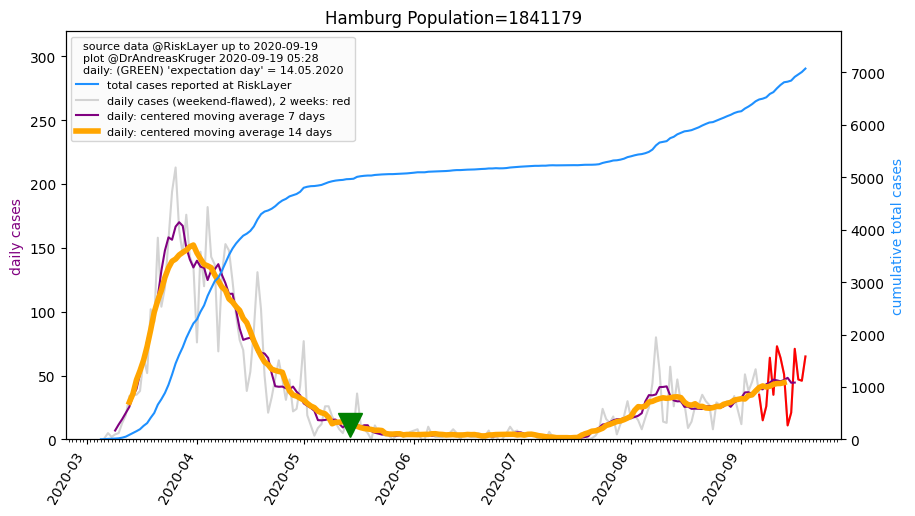 Hamburg Population=1841179
source data @RiskLayer up to 2020-09-19
plot @DrAndreasKruger 2020-09-19 05:28
daily: (GREEN) 'expectation day' = 14.05.2020
total cases reported at RiskLayer
daily cases (weekend-flawed), 2 weeks: red
daily: centered moving average 7 days
daily: centered moving average 14 days
daily cases
300
250
200
150
100
50
0
cumulative total cases
7000
6000
5000
4000
3000
2000
1000
0
2020-03
2020-04
2020-05
2020-06
2020-07
2020-08
2020-09